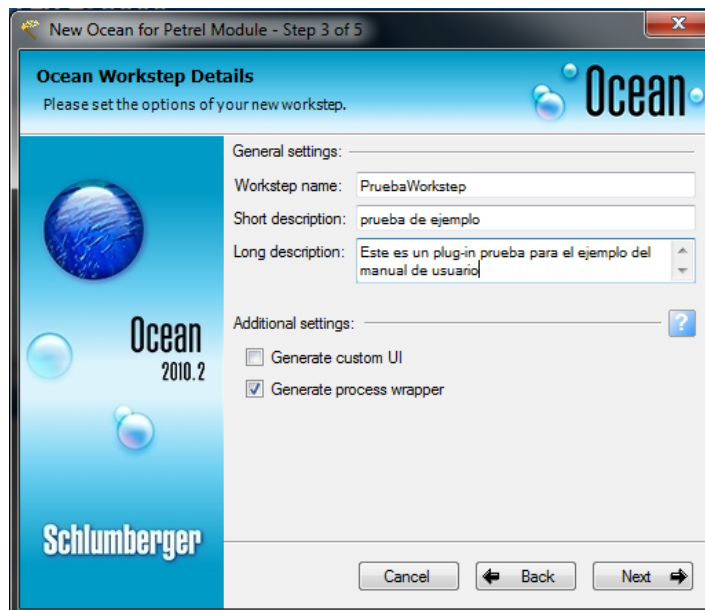 New Ocean for Petrel Module - Step 3 of 5
Ocean Workstep Details
Please set the options of your new workstep.
Ocean
General settings:
Workstep name: PruebaWorkstep
Short description: prueba de ejemplo
Long description: Este es un plug-in prueba para el ejemplo del
manual de usuario
Additional settings:
?
Generate custom UI
Generate process wrapper
Ocean
2010.2
Schlumberger
Cancel
Back
Next